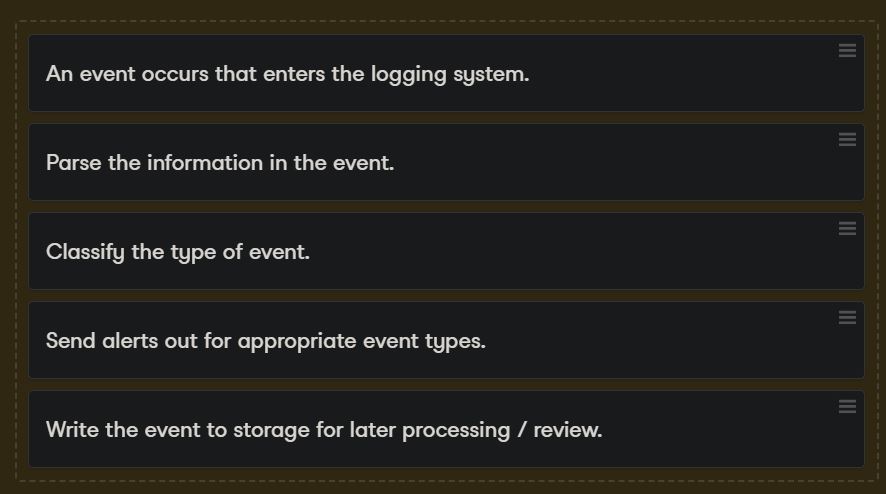 An event occurs that enters the logging system.
Parse the information in the event.
Classify the type of event.
Send alerts out for appropriate event types.
Write the event to storage for later processing / review.